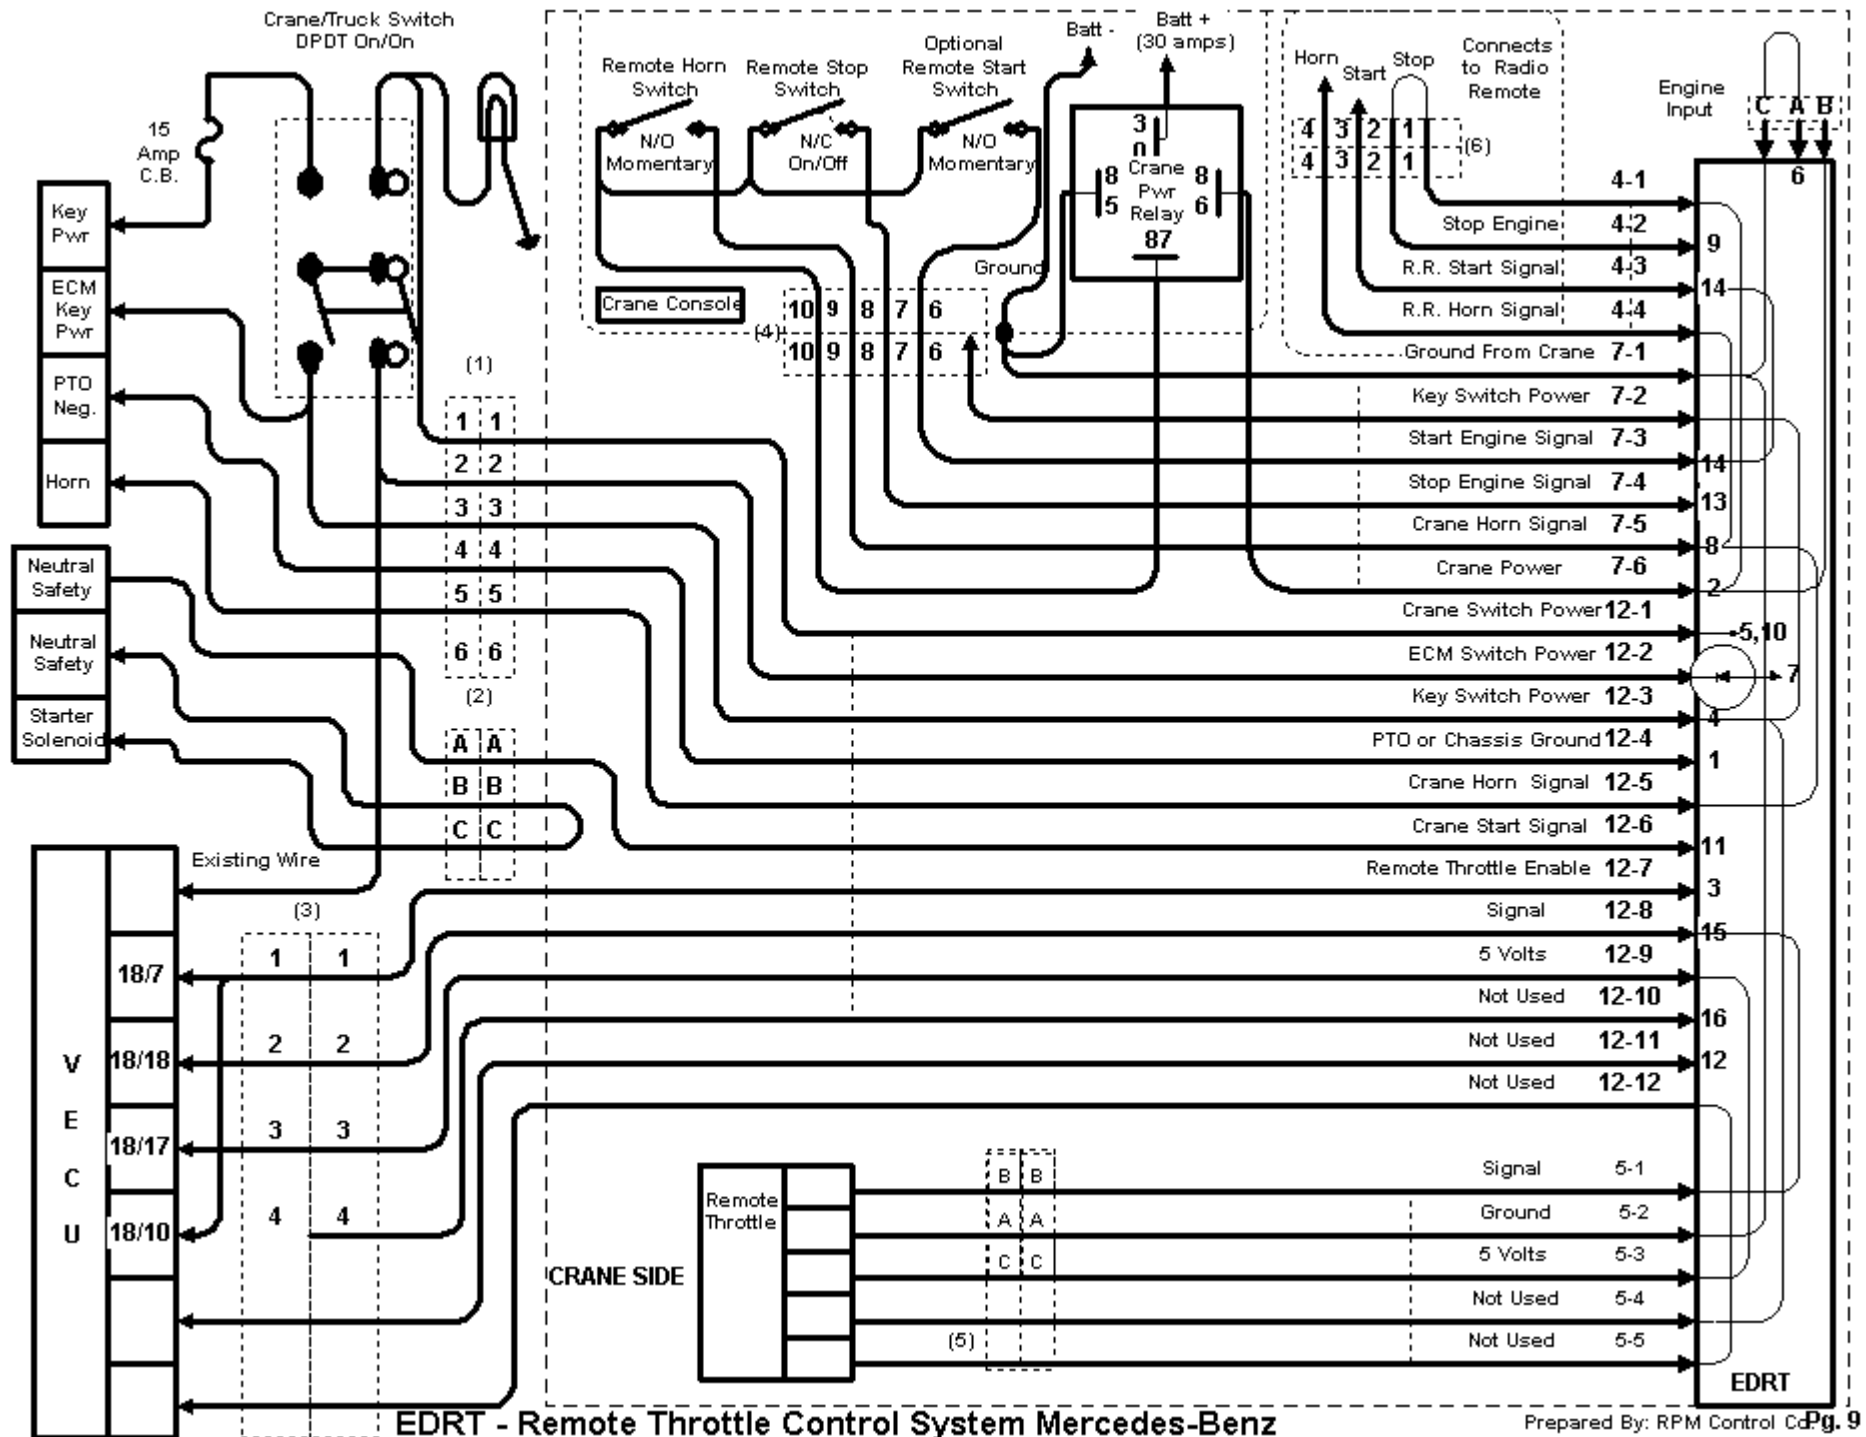 Crane/Truck Switch
DPDT On/On
15
Amp
C.B.
Key
Pwr
ECM
Key
Pwr
PTO
Neg.
Horn
Neutral
Safety
Neutral
Safety
Starter
Solenoid
Remote Horn
Switch
N/O
Momentary
Remote Stop
Switch
N/C
On/Off
Optional
Remote Start
Switch
N/O
Momentary
Batt -
Batt +
(30 amps)
3
0
8
5
Crane
Pwr
Relay
8
6
87
Ground
Crane Console
10 9 8 7 6
(4)
10 9 8 7 6
Horn
Start
Stop
Connects
to Radio
Remote
4 3 2 1
(6)
4 3 2 1
Engine
Input
C A B
6
(1)
1 1
2 2
3 3
4 4
5 5
6 6
(2)
A A
B B
C C
4-1
Stop Engine 4-2
9
R.R. Start Signal 4-3
14
R.R. Horn Signal 4-4
Ground From Crane 7-1
Key Switch Power 7-2
Start Engine Signal 7-3
14
Stop Engine Signal 7-4
13
Crane Horn Signal 7-5
8
Crane Power 7-6
2
Crane Switch Power 12-1
5,10
ECM Switch Power 12-2
7
Key Switch Power 12-3
4
PTO or Chassis Ground 12-4
1
Crane Horn Signal 12-5
Crane Start Signal 12-6
11
Remote Throttle Enable 12-7
3
Signal 12-8
15
5 Volts 12-9
Not Used 12-10
16
Not Used 12-11
12
Not Used 12-12
Existing Wire
(3)
V
E
C
U
18/7
18/18
18/17
18/10
1 1
2 2
3 3
4 4
CRANE SIDE
Remote
Throttle
B B
A A
C C
(5)
Signal 5-1
Ground 5-2
5 Volts 5-3
Not Used 5-4
Not Used 5-5
EDRT
EDRT - Remote Throttle Control System Mercedes-Benz
Prepared By: RPM Control Co.
Pg. 9